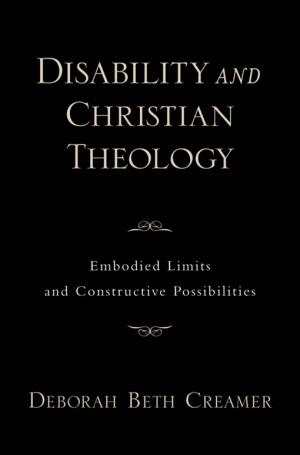 DISABILITY AND
CHRISTIAN
THEOLOGY
Embodied Limits
and Constructive Possibilities
DEBORAH BETH CREAMER